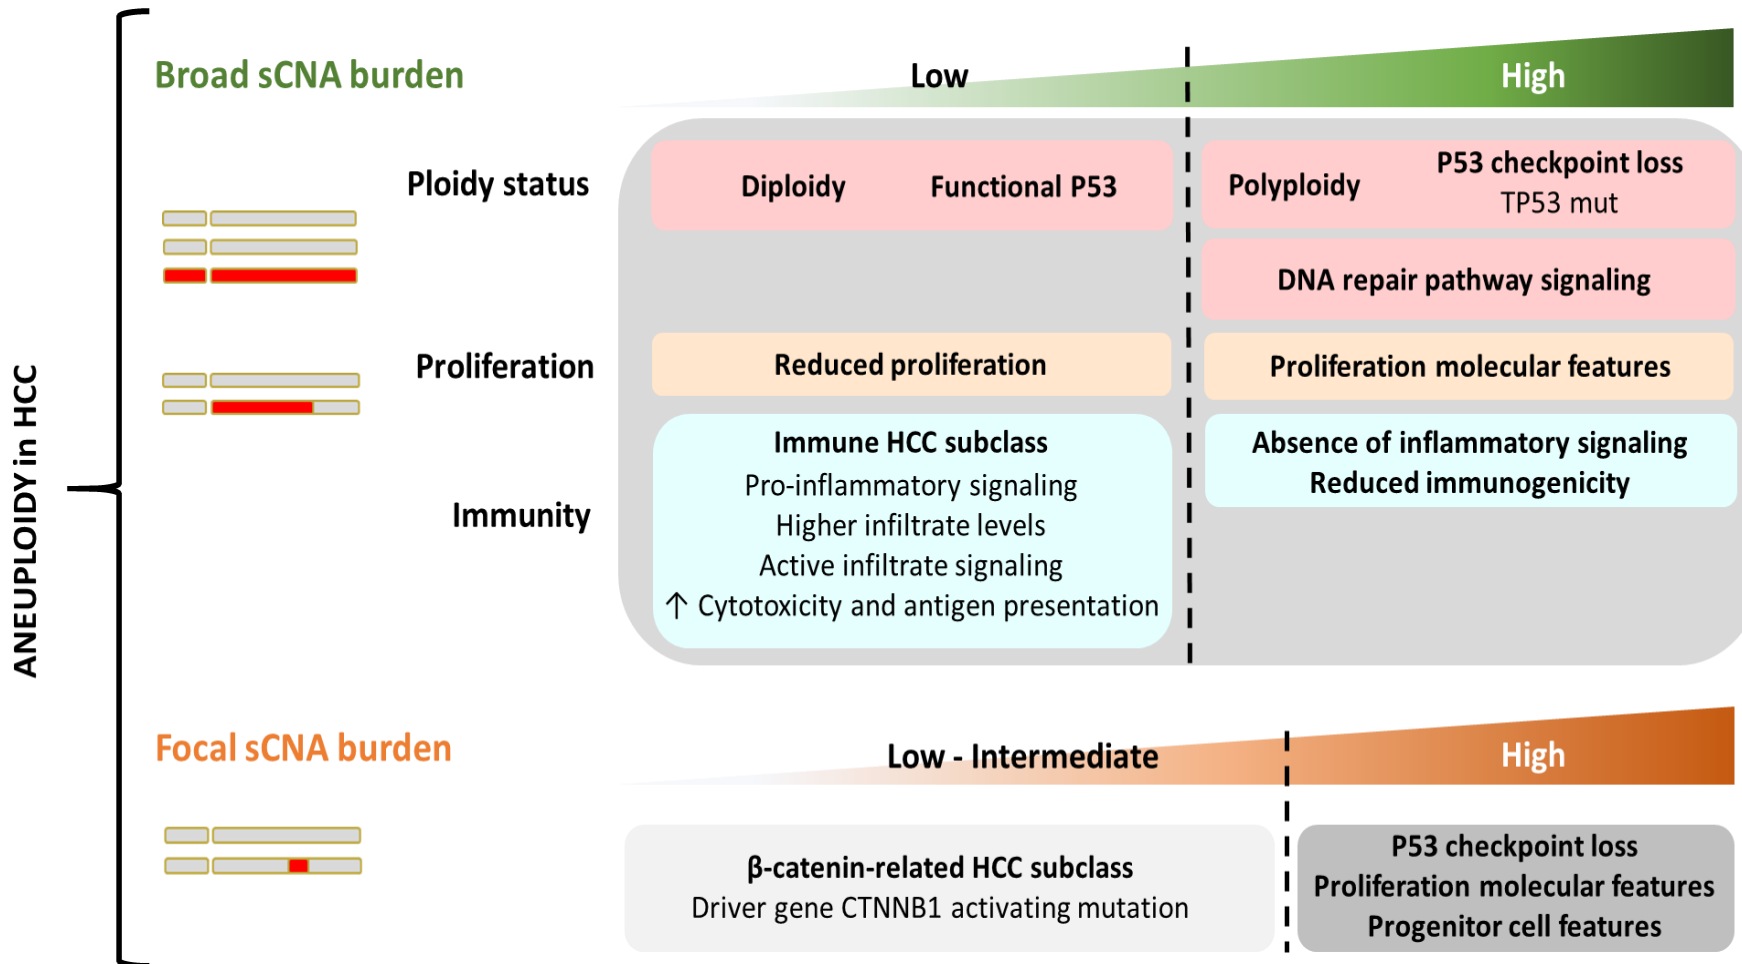 ANEUPLOIDY in HCC
Broad sCNA burden
Low
High
Ploidy status
Diploidy
Functional P53
Polyploidy
P53 checkpoint loss
TP53 mut
DNA repair pathway signaling
Proliferation
Reduced proliferation
Proliferation molecular features
Immunity
Immune HCC subclass
Pro-inflammatory signaling
Higher infiltrate levels
Active infiltrate signaling
↑ Cytotoxicity and antigen presentation
Absence of inflammatory signaling
Reduced immunogenicity
Focal sCNA burden
Low - Intermediate
High
β-catenin-related HCC subclass
Driver gene CTNNB1 activating mutation
P53 checkpoint loss
Proliferation molecular features
Progenitor cell features